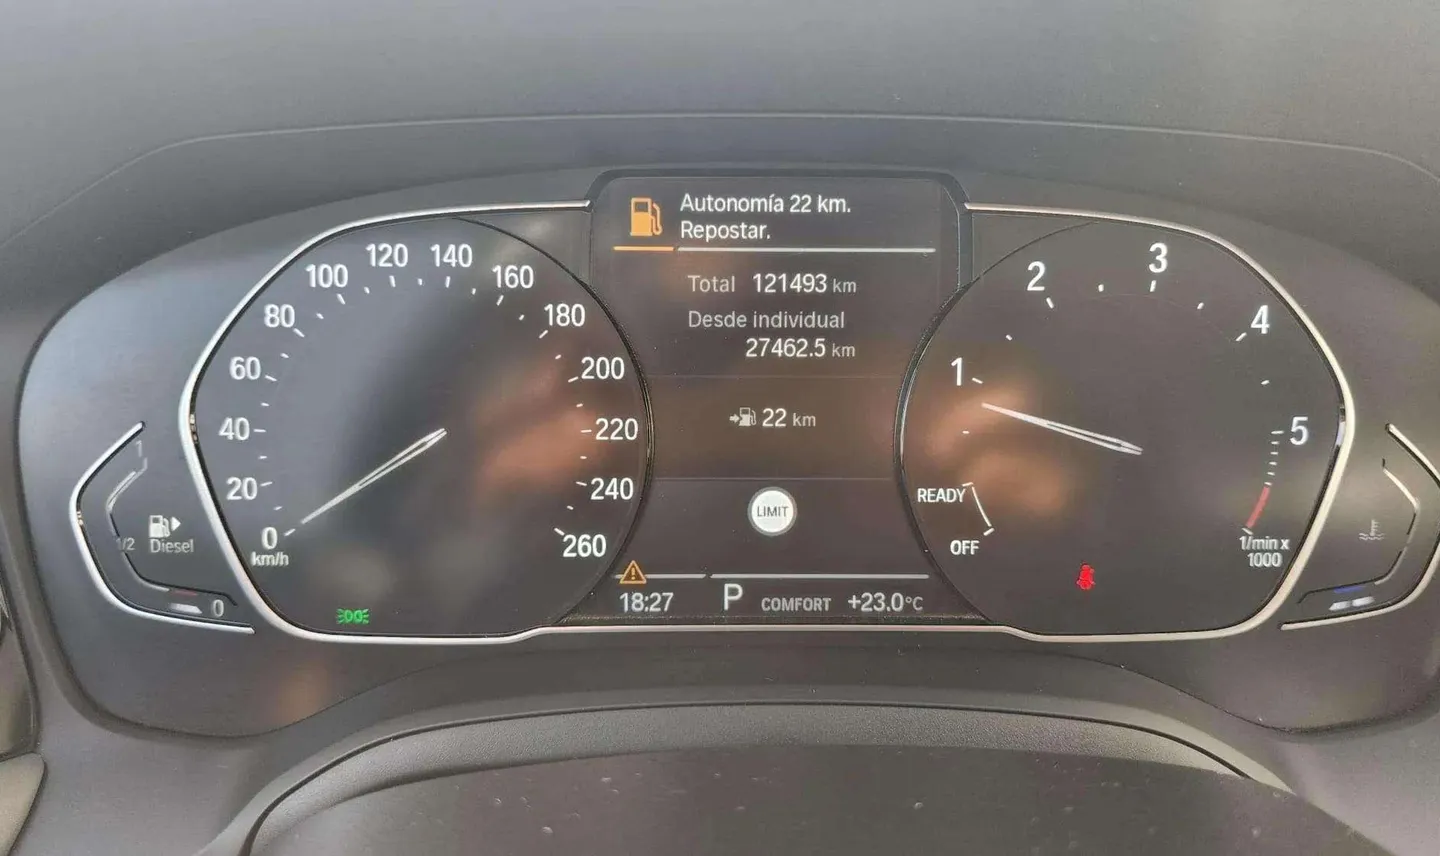 Autonomía 22 km.
Repostar.
Total 121493 km
Desde individual
27462.5 km
22 km
LIMIT
18:27 P COMFORT +23.0°C
0
20
40
60
80
100
120
140
160
180
200
220
240
260
km/h
1
1/2
0
Diesel
READY
OFF
1
2
3
4
5
1/min x
1000